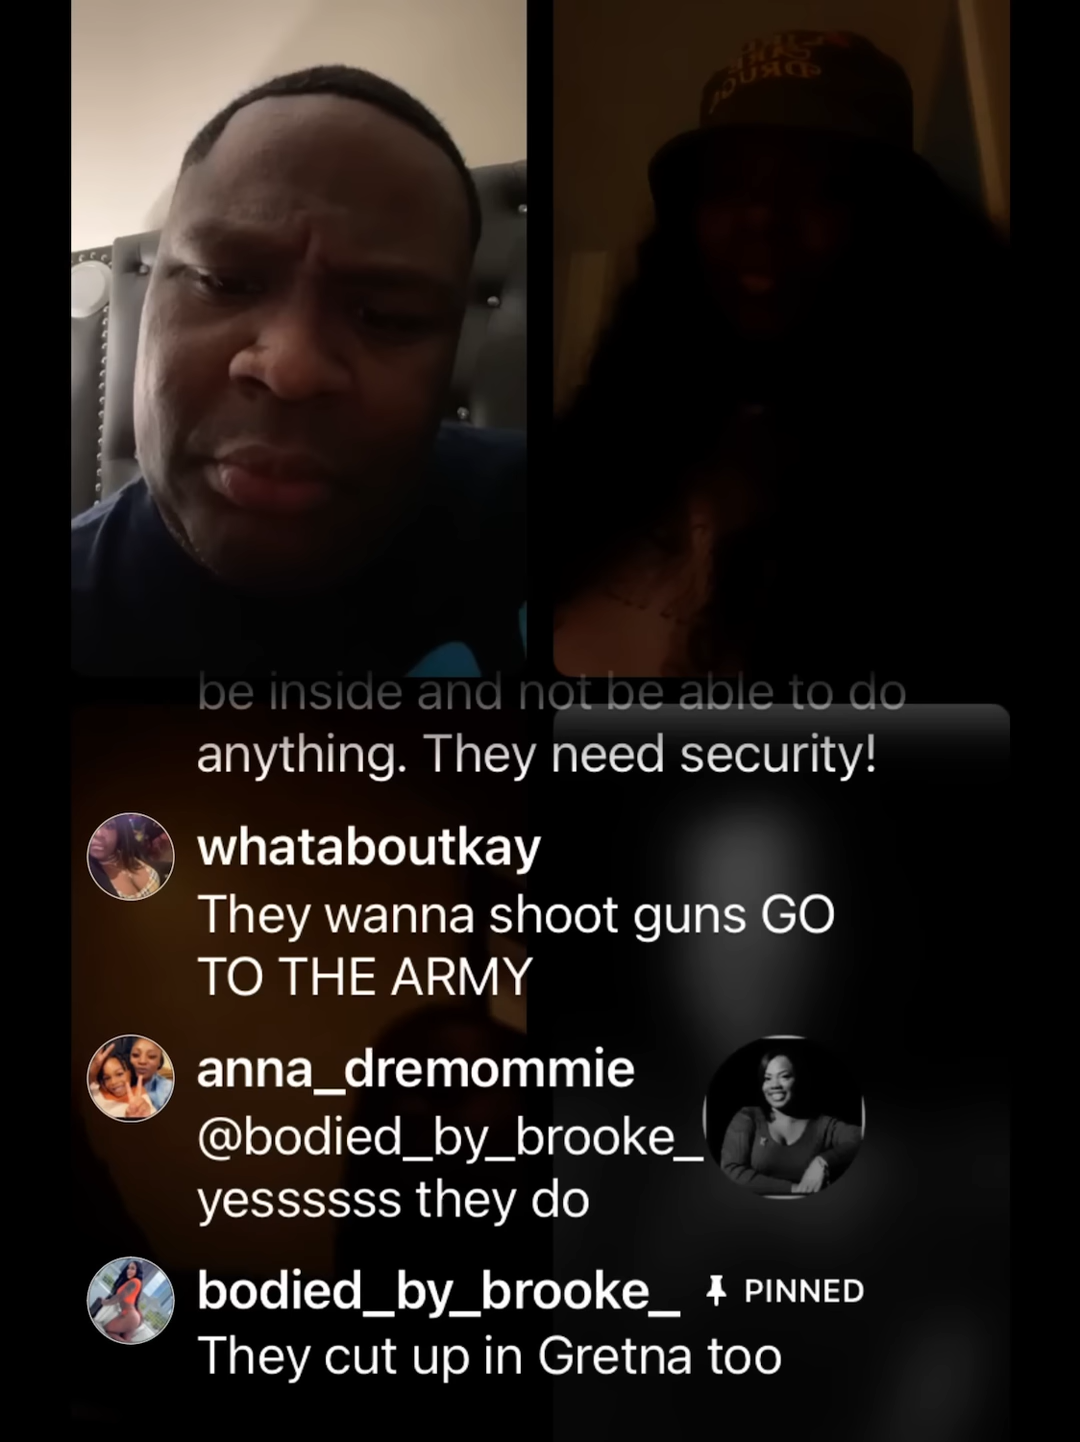 be inside and not be able to do
anything. They need security!
whataboutkay
They wanna shoot guns GO
TO THE ARMY
anna_dremommie
@bodied_by_brooke_
yessssss they do
bodied_by_brooke_ PINNED
They cut up in Gretna too